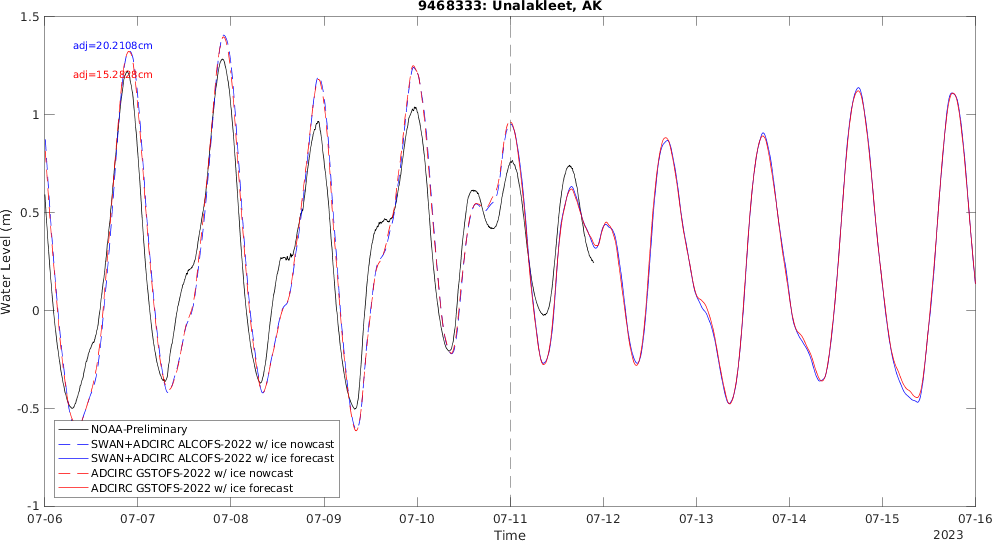 9468333: Unalakleet, AK
1.5
adj=20.2108cm
adj=15.2828cm
1
0.5
0
-0.5
-1
Water Level (m)
NOAA-Preliminary
SWAN+ADCIRC ALCOFS-2022 w/ ice nowcast
SWAN+ADCIRC ALCOFS-2022 w/ ice forecast
ADCIRC GSTOFS-2022 w/ ice nowcast
ADCIRC GSTOFS-2022 w/ ice forecast
07-06 07-07 07-08 07-09 07-10 07-11 07-12 07-13 07-14 07-15 07-16
Time
2023